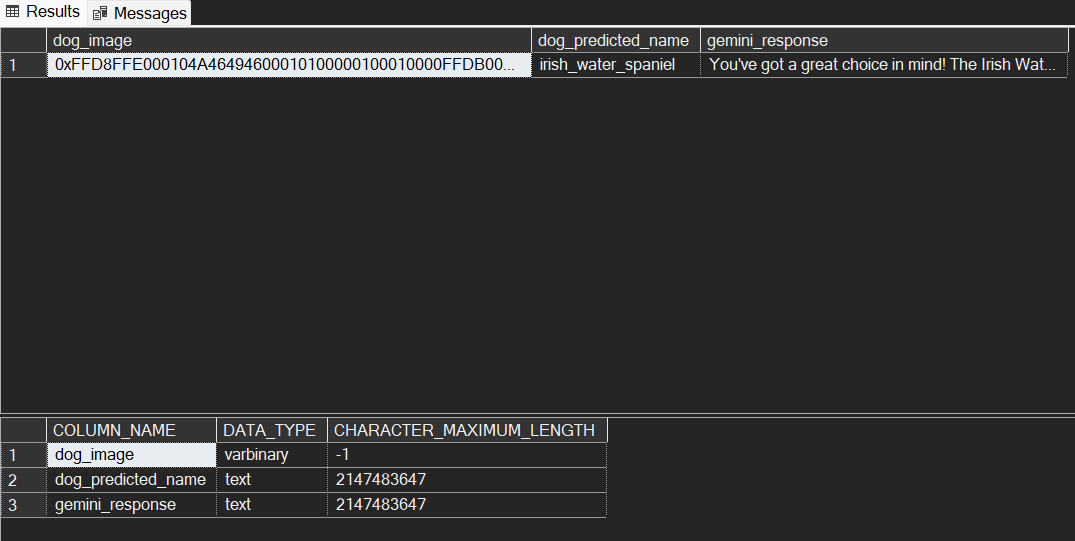 Results Messages
dog_image dog_predicted_name gemini_response
1 0xFFD8FFE000104A46494600010100000100010000FFDB00... irish_water_spaniel You've got a great choice in mind! The Irish Wat...
COLUMN_NAME DATA_TYPE CHARACTER_MAXIMUM_LENGTH
1 dog_image varbinary -1
2 dog_predicted_name text 2147483647
3 gemini_response text 2147483647